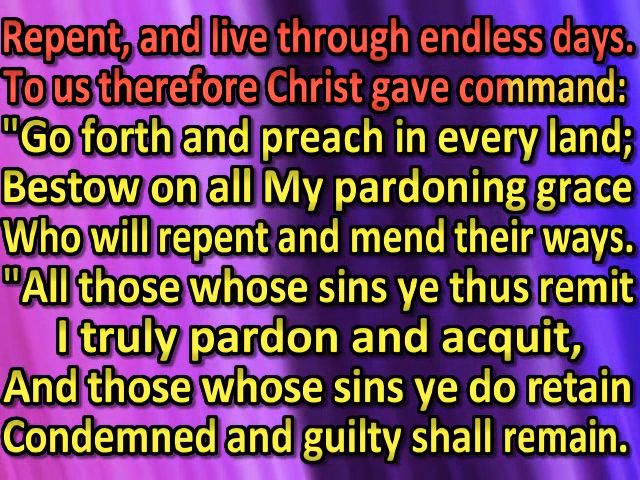 Repent, and live through endless days.
To us therefore Christ gave command:
"Go forth and preach in every land;
Bestow on all My pardoning grace
Who will repent and mend their ways.
"All those whose sins ye thus remit
I truly pardon and acquit,
And those whose sins ye do retain
Condemned and guilty shall remain.